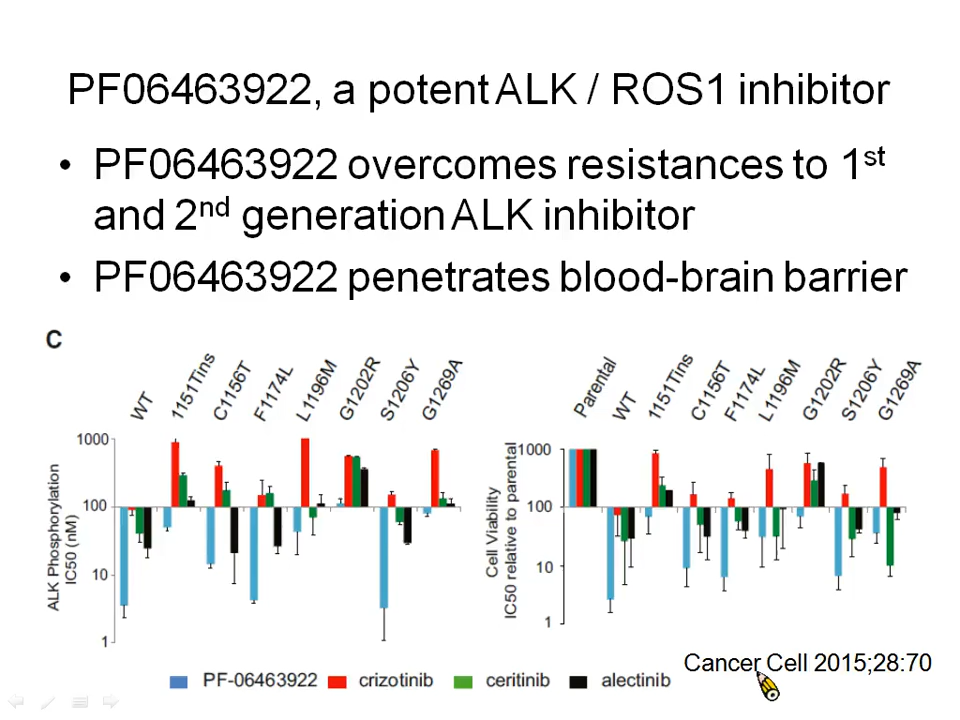 PF06463922, a potent ALK / ROS1 inhibitor
• PF06463922 overcomes resistances to 1st
and 2nd generation ALK inhibitor
• PF06463922 penetrates blood-brain barrier
C
WT
1151Tins
C1156T
F1174L
L1196M
G1202R
S1206Y
G1269A
1000
100
10
1
ALK Phosphorylation
IC50 (nM)
Parental
WT
1151Tins
C1156T
F1174L
L1196M
G1202R
S1206Y
G1269A
1000
100
10
1
Cell Viability
IC50 relative to parental
Cancer Cell 2015;28:70
PF-06463922 crizotinib ceritinib alectinib